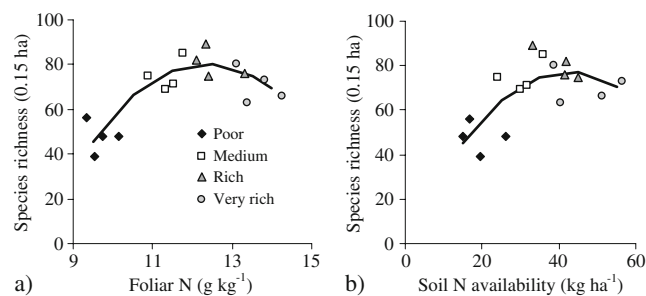 100
80
60
40
20
0
Species richness (0.15 ha)
Poor
Medium
Rich
Very rich
9 11 13 15
a) Foliar N (g kg⁻¹)
100
80
60
40
20
0
Species richness (0.15 ha)
0 20 40 60
b) Soil N availability (kg ha⁻¹)